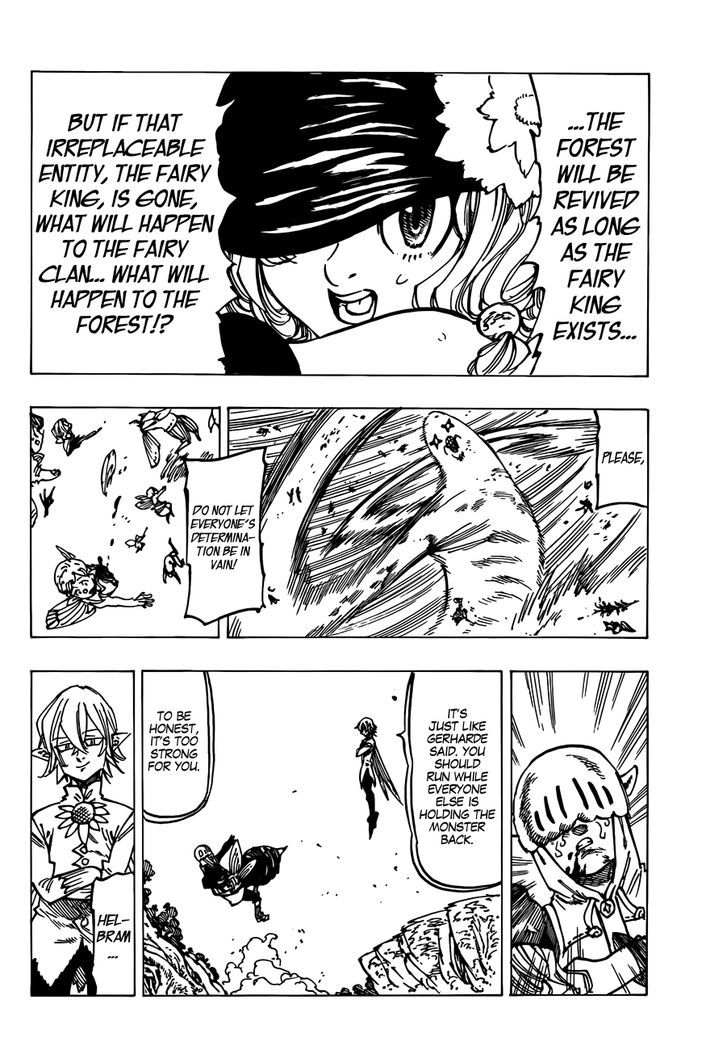 ...THE
FOREST
WILL BE
REVIVED
AS LONG
AS THE
FAIRY
KING
EXISTS...
BUT IF THAT
IRREPLACEABLE
ENTITY, THE FAIRY
KING, IS GONE,
WHAT WILL HAPPEN
TO THE FAIRY
CLAN... WHAT WILL
HAPPEN TO THE
FOREST!?
PLEASE,
DO NOT LET
EVERYONE'S
DETERMINA-
TION BE IN
VAIN!
IT'S
JUST LIKE
GERHARDE
SAID. YOU
SHOULD
RUN WHILE
EVERYONE
ELSE IS
HOLDING
THE
MONSTER
BACK.
TO BE
HONEST,
IT'S TOO
STRONG
FOR YOU.
HEL-
BRAM
...